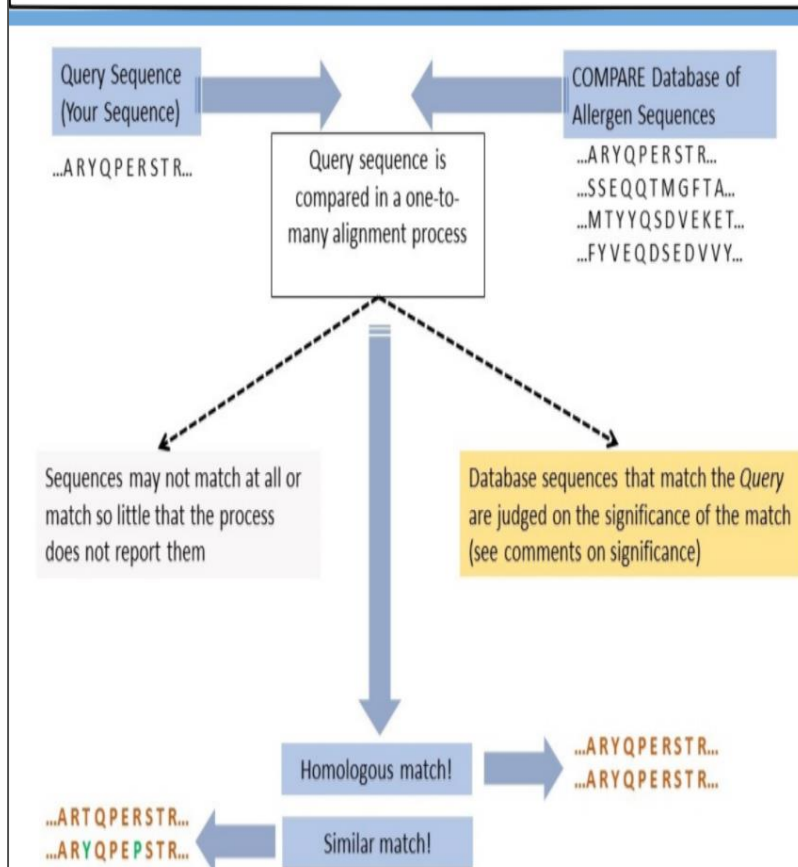 Query Sequence
(Your Sequence)
...ARYQPERSTR...
COMPARE Database of
Allergen Sequences
...ARYQPERSTR...
...SSEQQTMGFTA...
...MTYYQSDVEKET...
...FYVEQDSEDVVY...
Query sequence is
compared in a one-to-
many alignment process
Sequences may not match at all or
match so little that the process
does not report them
Database sequences that match the Query
are judged on the significance of the match
(see comments on significance)
Homologous match!
...ARYQPERSTR...
...ARYQPERSTR...
Similar match!
...ARTQPERSTR...
...ARYQPEPSTR...